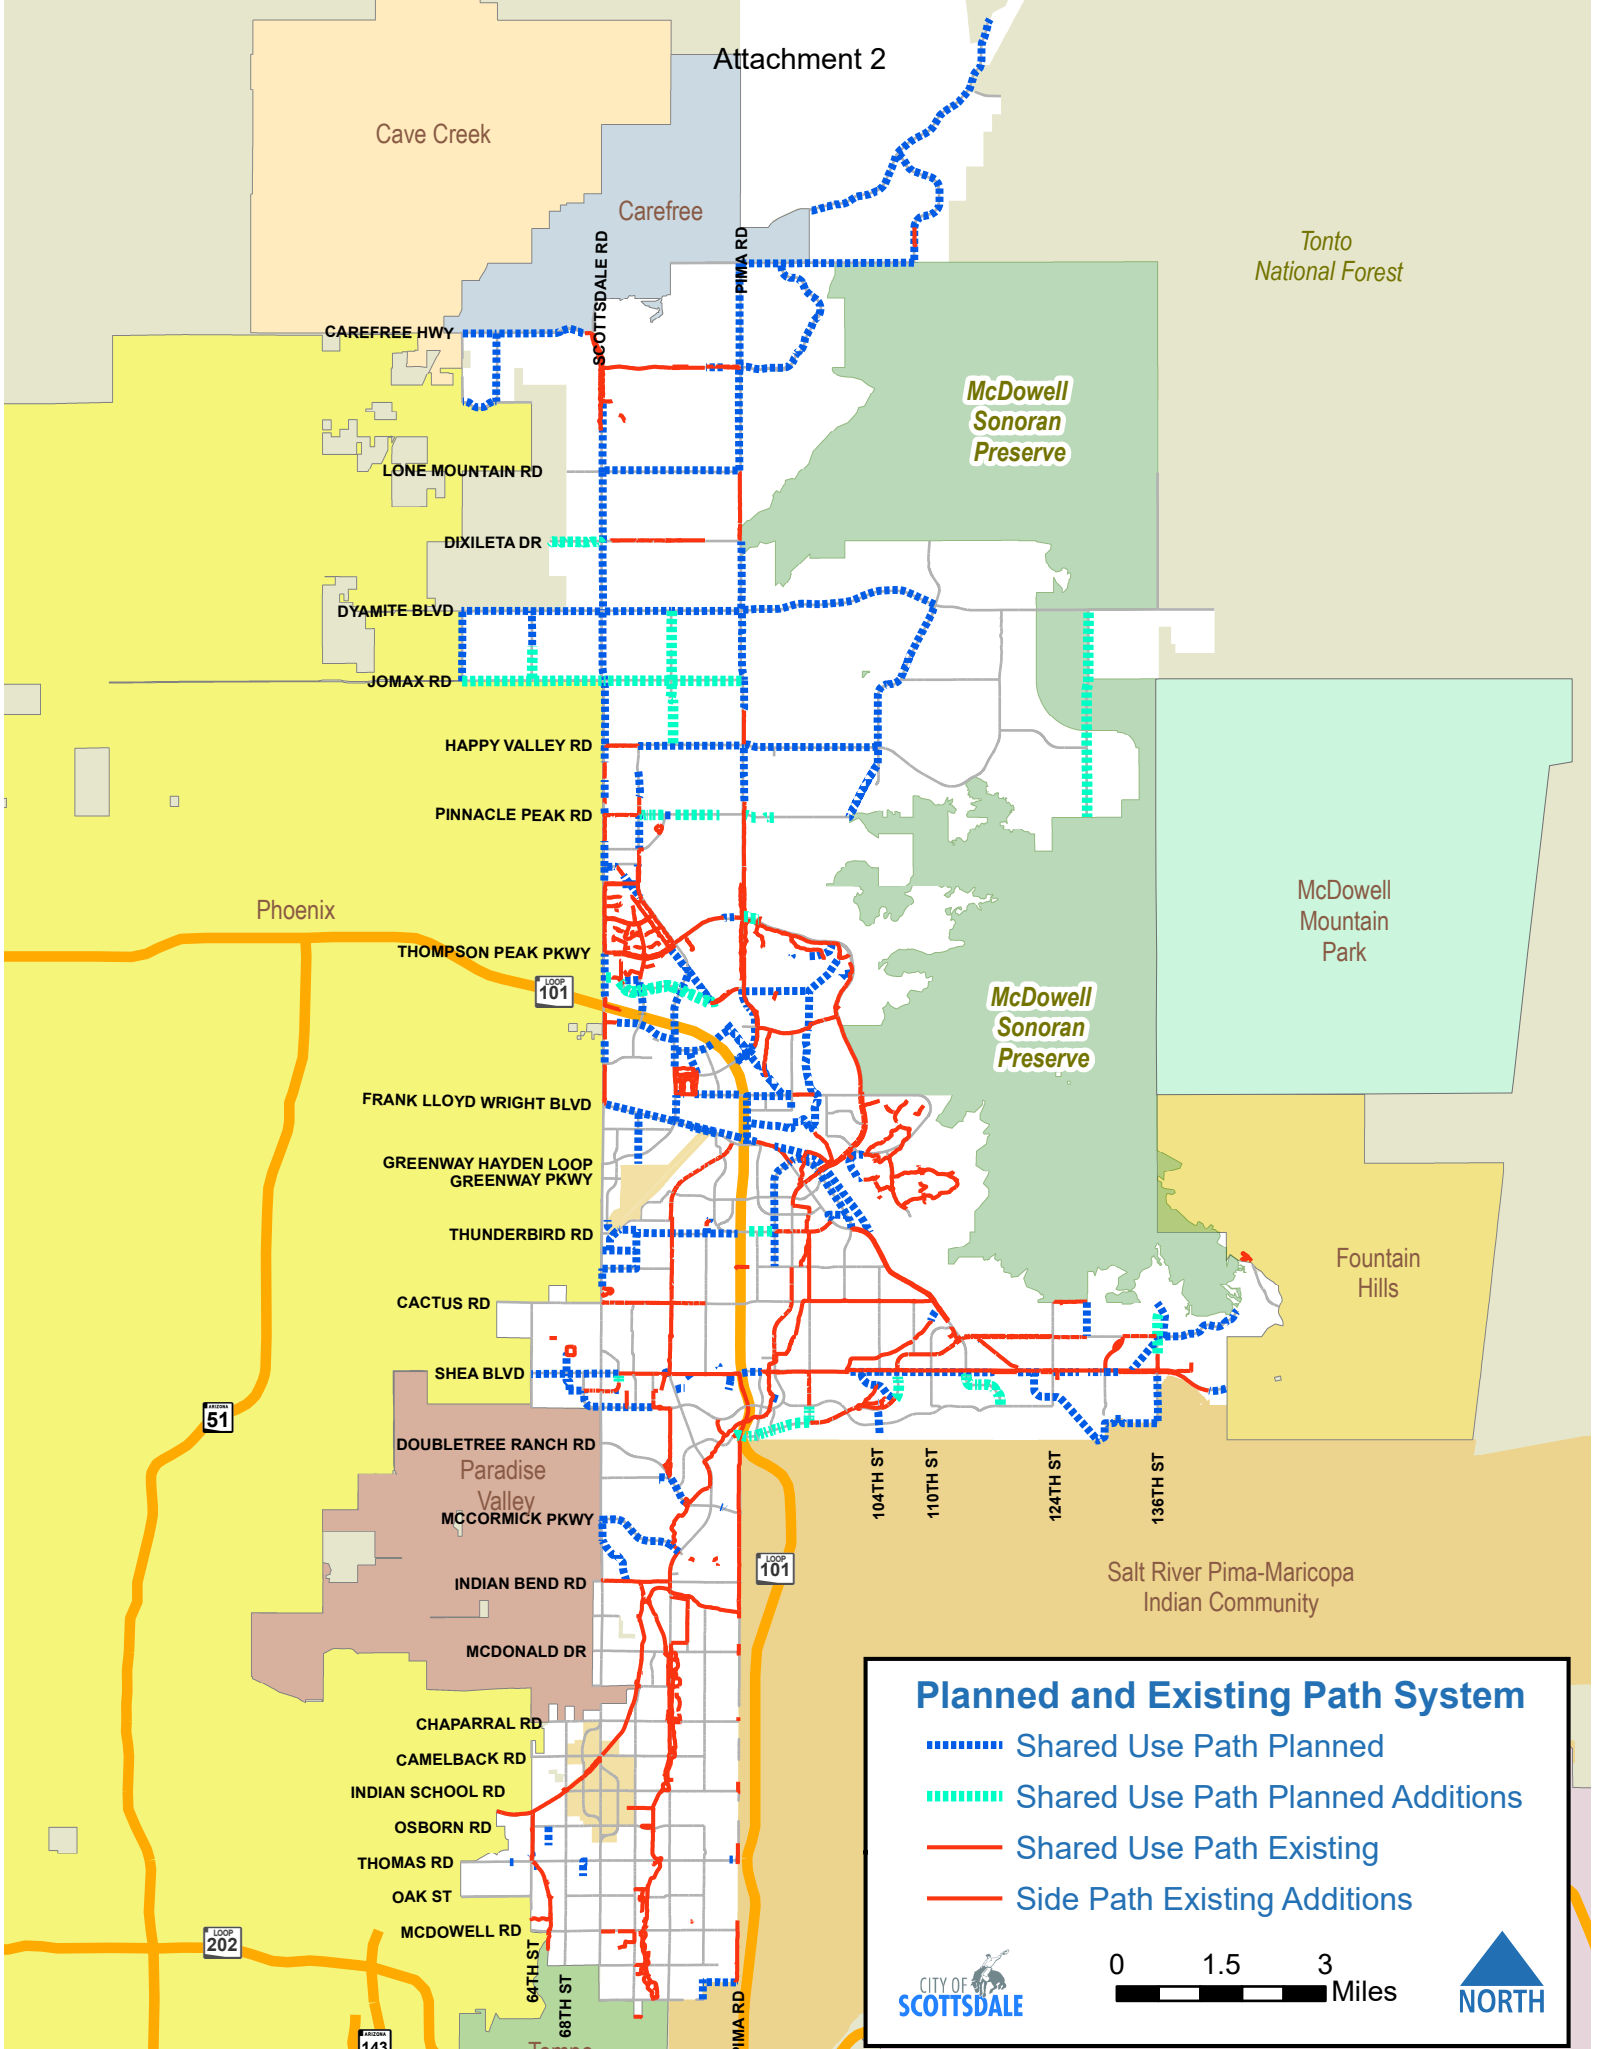 Attachment 2
Cave Creek
Carefree
SCOTTSDALE RD
PIMA RD
Tonto
National Forest
CAREFREE HWY
McDowell
Sonoran
Preserve
LONE MOUNTAIN RD
DIXILETA DR
DYAMITE BLVD
JOMAX RD
HAPPY VALLEY RD
PINNACLE PEAK RD
Phoenix
McDowell
Mountain
Park
THOMPSON PEAK PKWY
LOOP
101
McDowell
Sonoran
Preserve
FRANK LLOYD WRIGHT BLVD
GREENWAY HAYDEN LOOP
GREENWAY PKWY
THUNDERBIRD RD
Fountain
Hills
CACTUS RD
SHEA BLVD
ARIZONA
51
DOUBLETREE RANCH RD
Paradise
Valley
104TH ST
110TH ST
124TH ST
136TH ST
MCCORMICK PKWY
LOOP
101
INDIAN BEND RD
Salt River Pima-Maricopa
Indian Community
MCDONALD DR
CHAPARRAL RD
CAMELBACK RD
INDIAN SCHOOL RD
OSBORN RD
THOMAS RD
OAK ST
MCDOWELL RD
LOOP
202
64TH ST
68TH ST
PIMA RD
ARIZONA
143
Tempe
Planned and Existing Path System
Shared Use Path Planned
Shared Use Path Planned Additions
Shared Use Path Existing
Side Path Existing Additions
CITY OF
SCOTTSDALE
0 1.5 3
Miles
NORTH